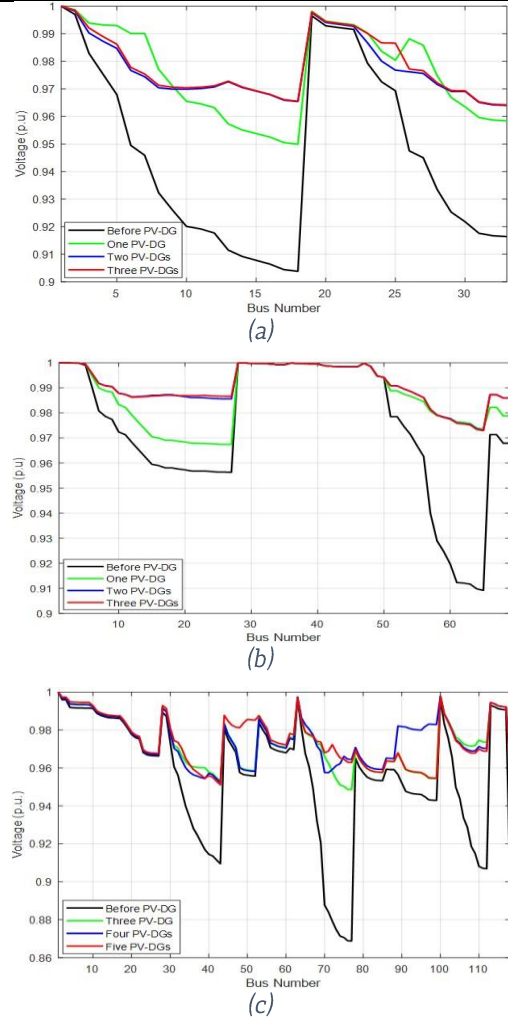 1
0.99
0.98
0.97
0.96
0.95
0.94
0.93
0.92
0.91
0.9
Voltage (p.u)
Before PV-DG
One PV-DG
Two PV-DGs
Three PV-DGs
5 10 15 20 25 30
Bus Number
(a)
1
0.99
0.98
0.97
0.96
0.95
0.94
0.93
0.92
0.91
0.9
Voltage (p.u)
Before PV-DG
One PV-DG
Two PV-DGs
Three PV-DGs
10 20 30 40 50 60
Bus Number
(b)
1
0.98
0.96
0.94
0.92
0.9
0.88
0.86
Voltage (p.u.)
Before PV-DG
Three PV-DG
Four PV-DGs
Five PV-DGs
10 20 30 40 50 60 70 80 90 100 110
Bus Number
(c)